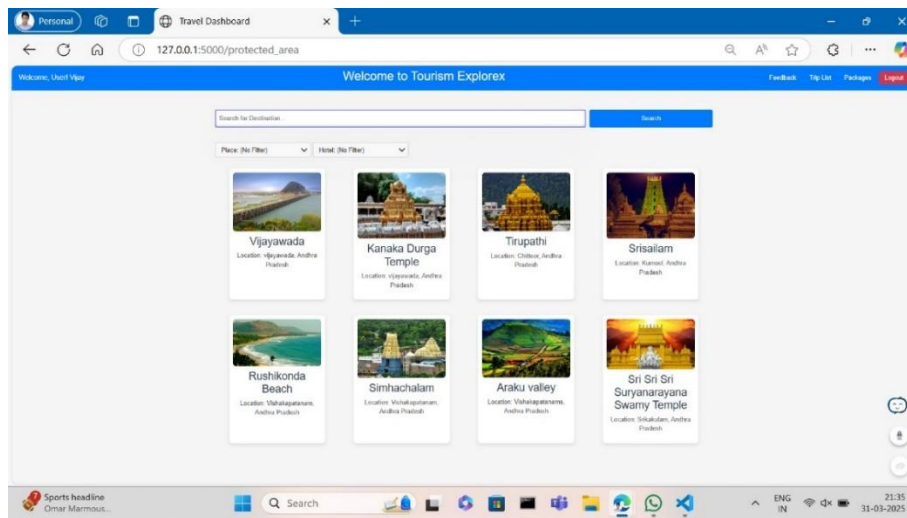 Personal
Travel Dashboard
127.0.0.1:5000/protected_area
Welcome, User! Vijay
Welcome to Tourism Explorex
Feedback
Trip List
Packages
Logout
Search for Destination...
Search
Place: (No Filter)
Hotel: (No Filter)
Vijayawada
Location: vijayawada, Andhra
Pradesh
Kanaka Durga
Temple
Location: vijayawada, Andhra
Pradesh
Tirupathi
Location: Chittoor, Andhra
Pradesh
Srisailam
Location: Kurnool, Andhra
Pradesh
Rushikonda
Beach
Location: Vishakapatanam,
Andhra Pradesh
Simhachalam
Location: Vishakapatanam,
Andhra Pradesh
Araku valley
Location: Vishakapatanam,
Andhra Pradesh
Sri Sri Sri
Suryanarayana
Swamy Temple
Location: Srikakulam, Andhra
Pradesh
Sports headline
Omar Marmous...
Search
ENG
IN
21:35
31-03-2025